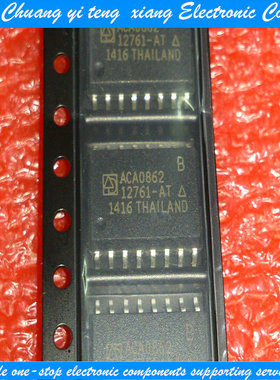 Chuang yi teng xiang Electronic Co
ACA0862
12761-AT △
1416 THAILAND
B
ACA0862
12761-AT △
1416 THAILAND
B
one-stop electronic components supporting serv